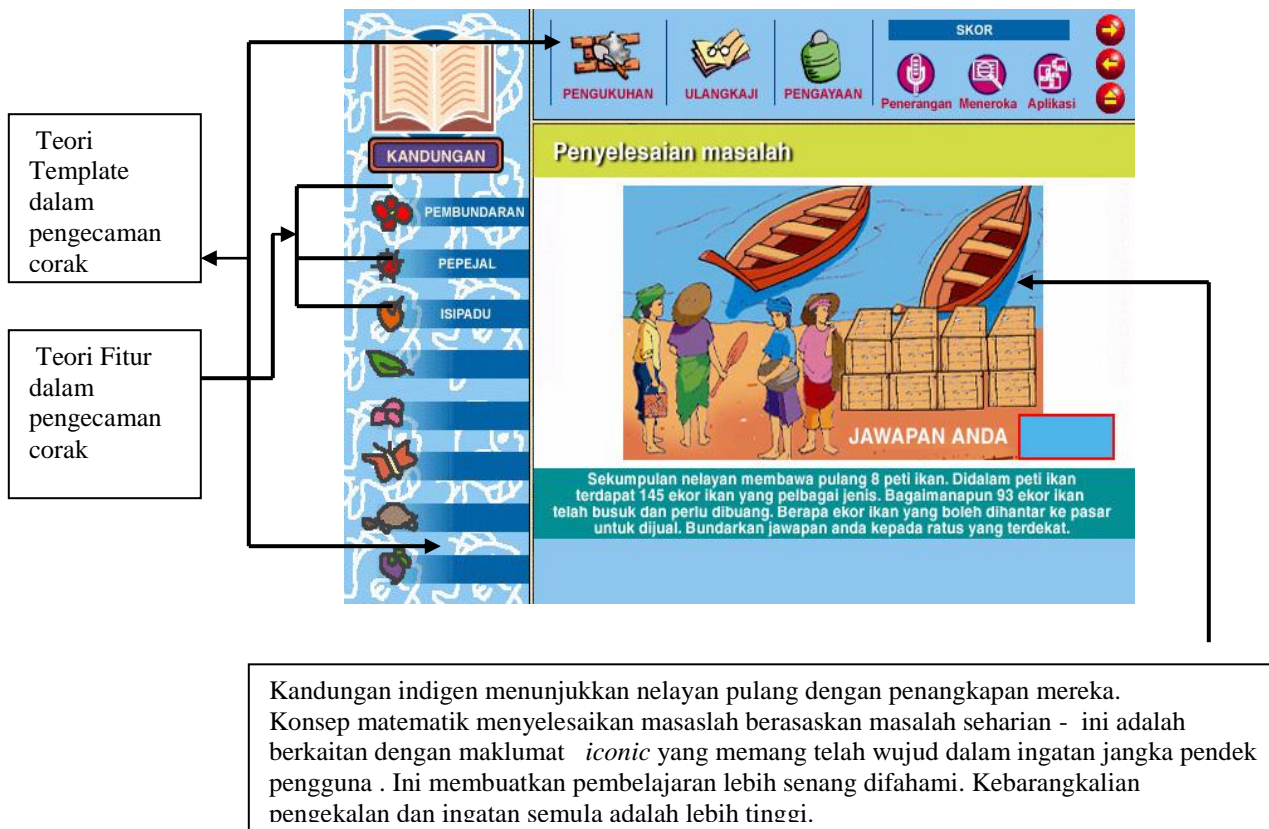 PENGUKUHAN
ULANGKAJI
PENGAYAAN
SKOR
Penerangan Meneroka Aplikasi
KANDUNGAN
Penyelesaian masalah
PEMBUNDARAN
PEPEJAL
ISIPADU
JAWAPAN ANDA
Sekumpulan nelayan membawa pulang 8 peti ikan. Didalam peti ikan
terdapat 145 ekor ikan yang pelbagai jenis. Bagaimanapun 93 ekor ikan
telah busuk dan perlu dibuang. Berapa ekor ikan yang boleh dihantar ke pasar
untuk dijual. Bundarkan jawapan anda kepada ratus yang terdekat.
Teori
Template
dalam
pengecaman
corak
Teori Fitur
dalam
pengecaman
corak
Kandungan indigen menunjukkan nelayan pulang dengan penangkapan mereka.
Konsep matematik menyelesaikan masaslah berasaskan masalah seharian - ini adalah
berkaitan dengan maklumat iconic yang memang telah wujud dalam ingatan jangka pendek
pengguna . Ini membuatkan pembelajaran lebih senang difahami. Kebarangkalian
pengekalan dan ingatan semula adalah lebih tinggi.